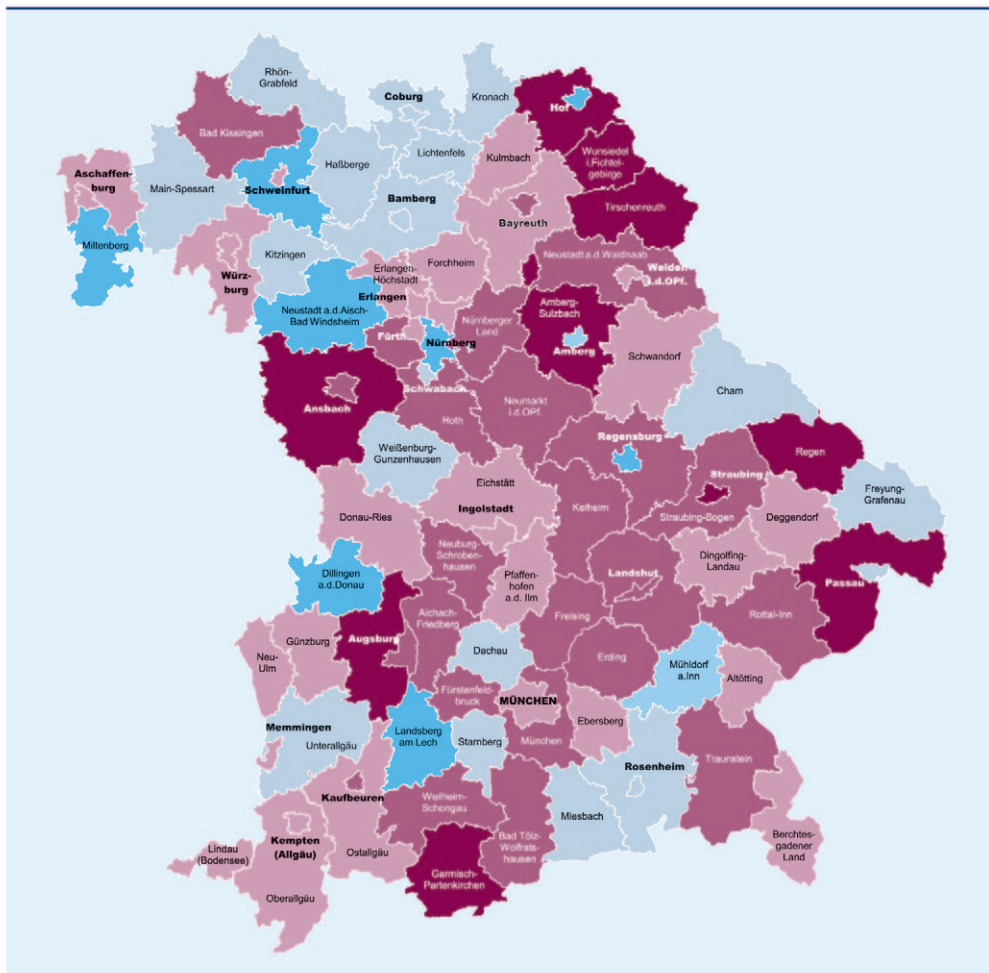 Rhön-
Grabfeld
Coburg
Kronach
Hof
Bad Kissingen
Wunsiedel
i.Fichtel-
gebirge
Kulmbach
Lichtenfels
Haßberge
Aschaffen-
burg
Main-Spessart
Schweinfurt
Bamberg
Tirschenreuth
Bayreuth
Miltenberg
Kitzingen
Würz-
burg
Erlangen-
Höchstadt
Forchheim
Neustadt a.d.Waldnaab
Weiden
i.d.OPf.
Erlangen
Neustadt a.d.Aisch-
Bad Windsheim
Nürnberger
Land
Amberg-
Sulzbach
Fürth
Nürnberg
Amberg
Schwandorf
Ansbach
Schwabach
Neumarkt
i.d.OPf.
Cham
Roth
Regensburg
Weißenburg-
Gunzenhausen
Regen
Straubing
Eichstätt
Freyung-
Grafenau
Ingolstadt
Kelheim
Straubing-Bogen
Deggendorf
Donau-Ries
Neuburg-
Schroben-
hausen
Dingolfing-
Landau
Dillingen
a.d.Donau
Pfaffen-
hofen
a.d. Ilm
Landshut
Passau
Aichach-
Friedberg
Freising
Rottal-Inn
Augsburg
Günzburg
Dachau
Erding
Neu-
Ulm
Mühldorf
a.Inn
Altötting
Fürstenfeld-
bruck
MÜNCHEN
Ebersberg
Memmingen
Unterallgäu
Landsberg
am Lech
Starnberg
München
Rosenheim
Traunstein
Kaufbeuren
Weilheim-
Schongau
Miesbach
Kempten
(Allgäu)
Bad Tölz-
Wolfrats-
hausen
Berchtes-
gadener
Land
Lindau
(Bodensee)
Ostallgäu
Garmisch-
Partenkirchen
Oberallgäu